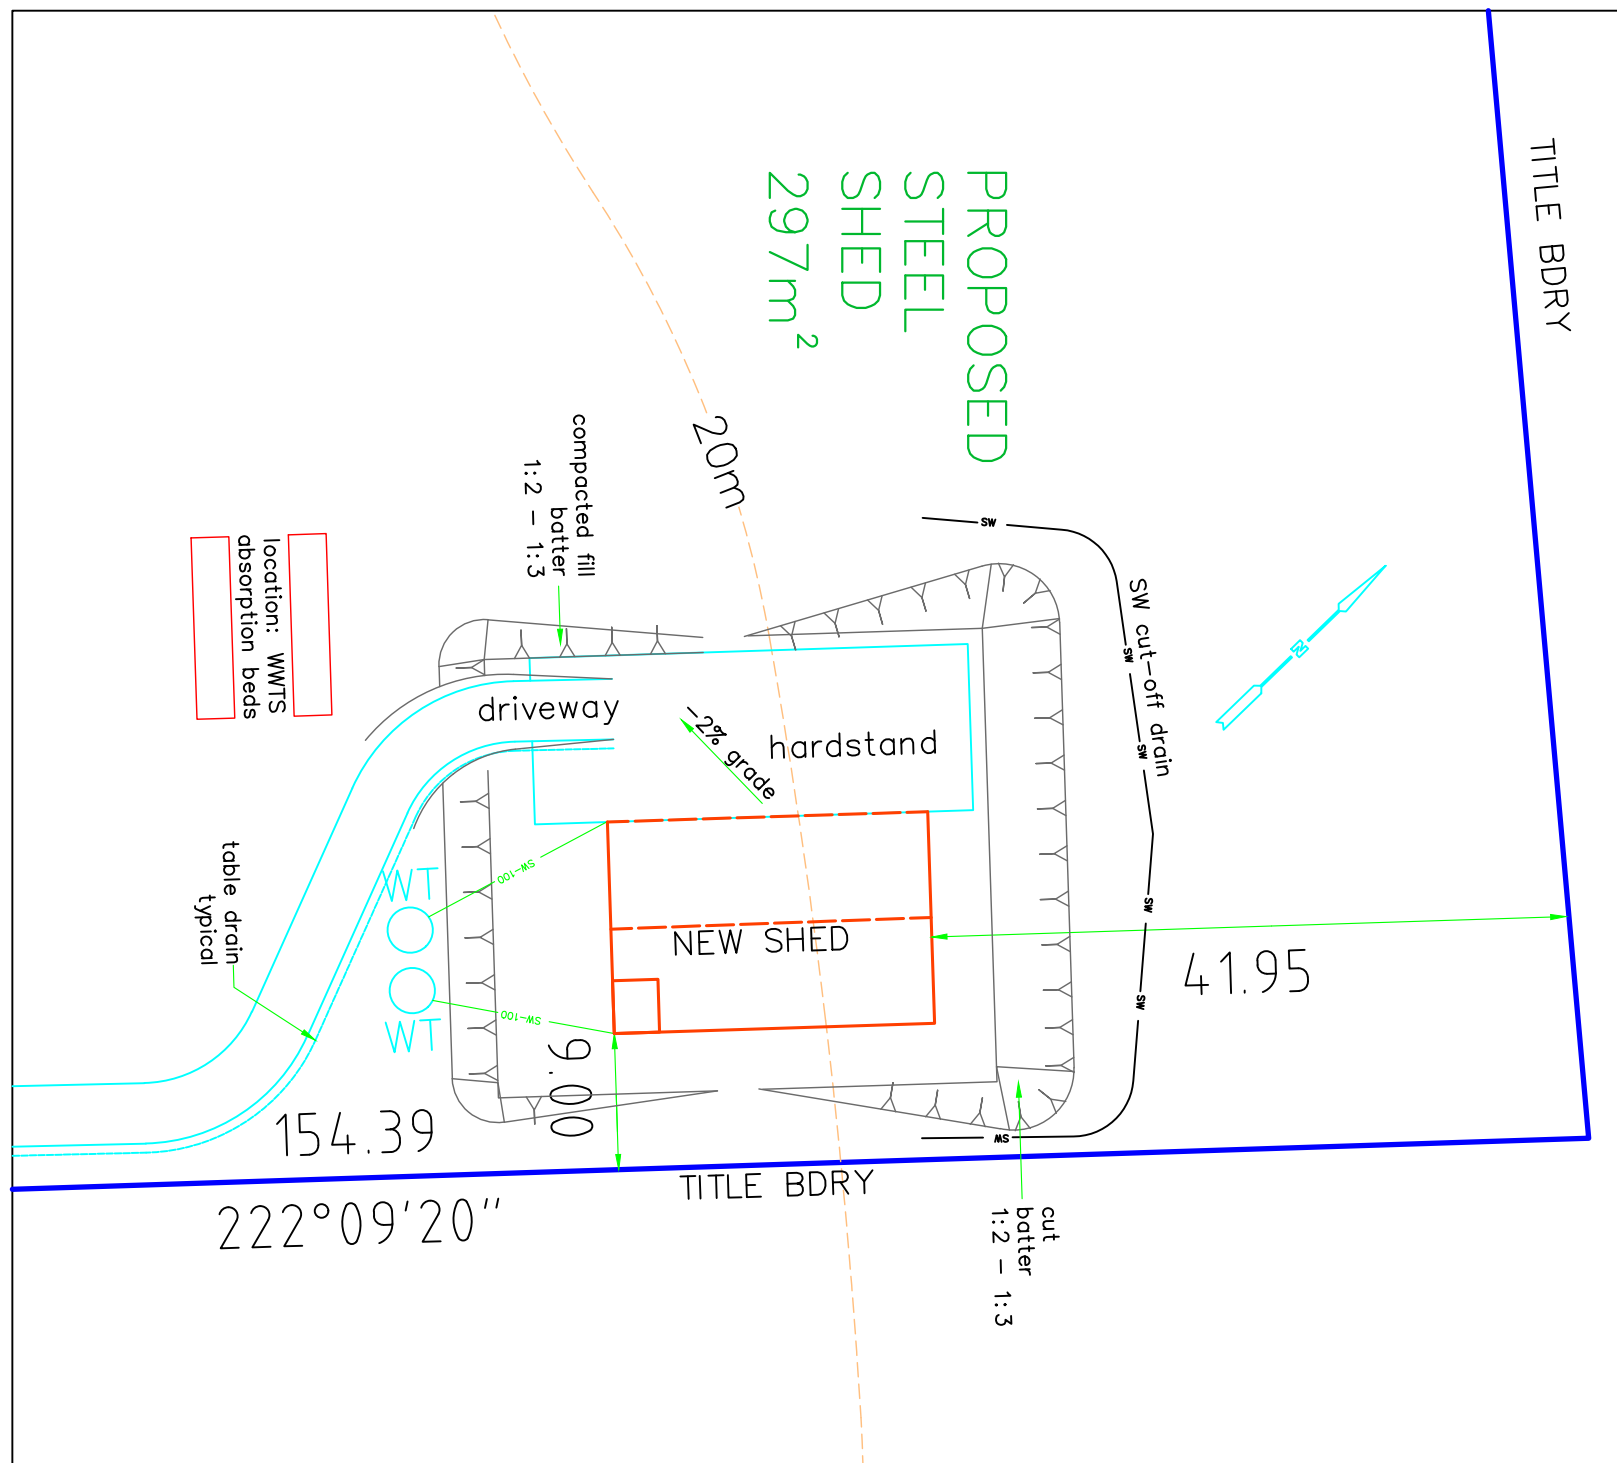 TITLE BDRY
PROPOSED
STEEL
SHED
297m²
20m
compacted fill
batter
1:2 - 1:3
location: WWTS
absorption beds
SW
SW cut-off drain
SW
SW
SW
SW
SW
N
driveway
-2% grade
hardstand
SW-100
WT
table drain
typical
NEW SHED
41.95
WT
SW-100
9.00
154.39
TITLE BDRY
222°09'20"
cut
batter
1:2 - 1:3